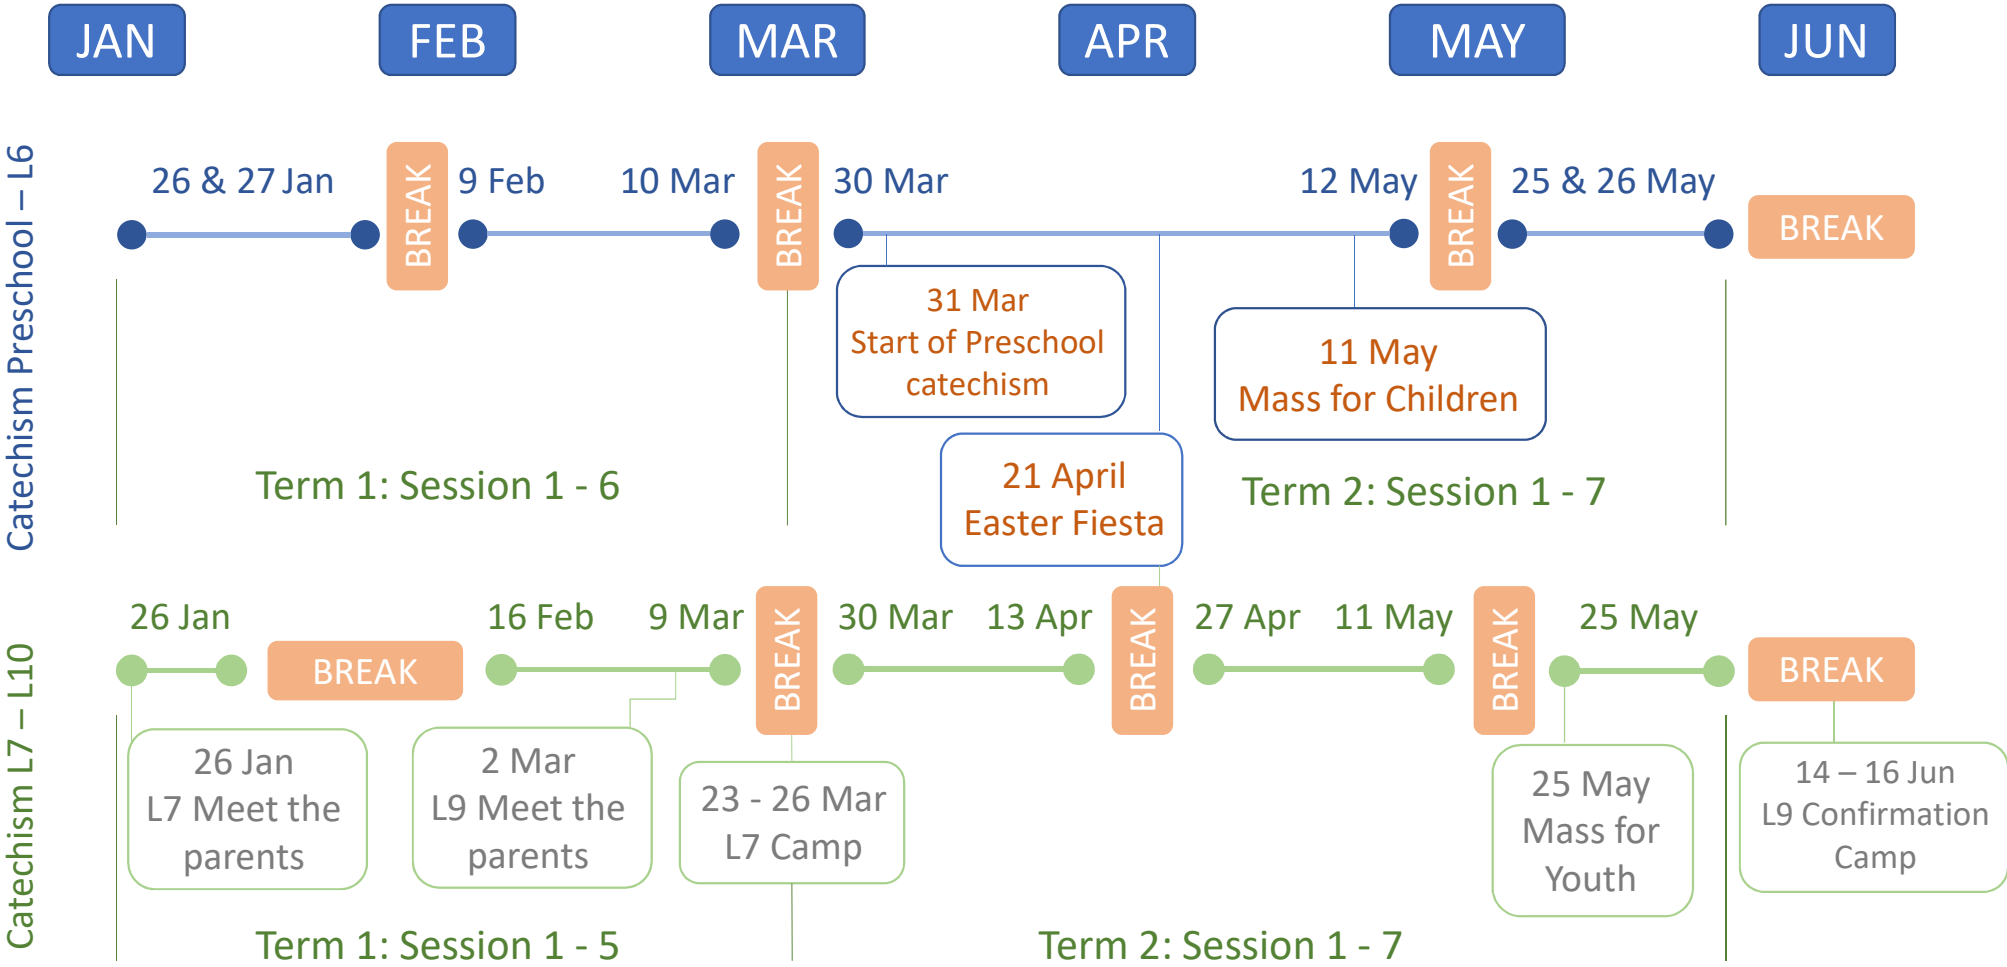 JAN
FEB
MAR
APR
MAY
JUN
Catechism Preschool – L6
26 & 27 Jan
BREAK
9 Feb
10 Mar
BREAK
30 Mar
12 May
BREAK
25 & 26 May
BREAK
31 Mar
Start of Preschool
catechism
11 May
Mass for Children
21 April
Easter Fiesta
Term 1: Session 1 - 6
Term 2: Session 1 - 7
Catechism L7 – L10
26 Jan
BREAK
16 Feb
9 Mar
BREAK
30 Mar
13 Apr
BREAK
27 Apr
11 May
BREAK
25 May
BREAK
26 Jan
L7 Meet the
parents
2 Mar
L9 Meet the
parents
23 - 26 Mar
L7 Camp
25 May
Mass for
Youth
14 – 16 Jun
L9 Confirmation
Camp
Term 1: Session 1 - 5
Term 2: Session 1 - 7